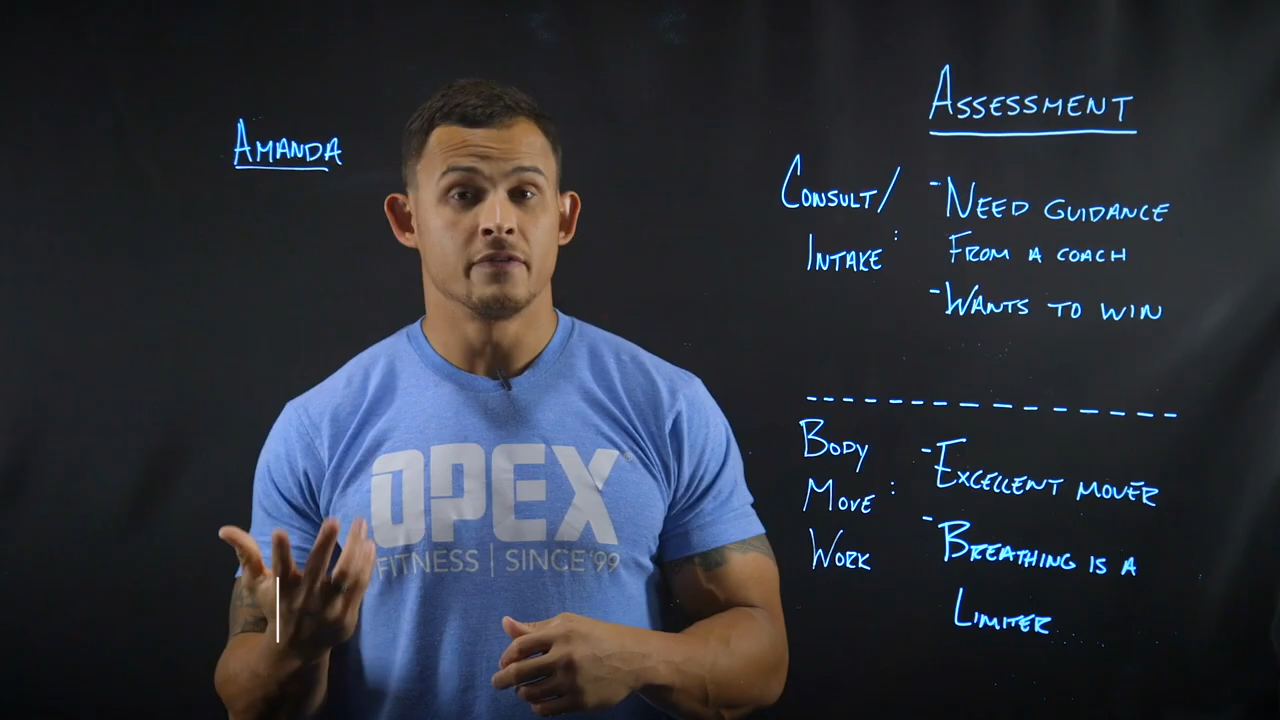 AMANDA
ASSESSMENT
CONSULT/
INTAKE:
-NEED GUIDANCE
FROM A COACH
-WANTS TO WIN
BODY
MOVE:
WORK
-EXCELLENT MOVER
-BREATHING IS A
LIMITER
OPEX®
FITNESS | SINCE '99